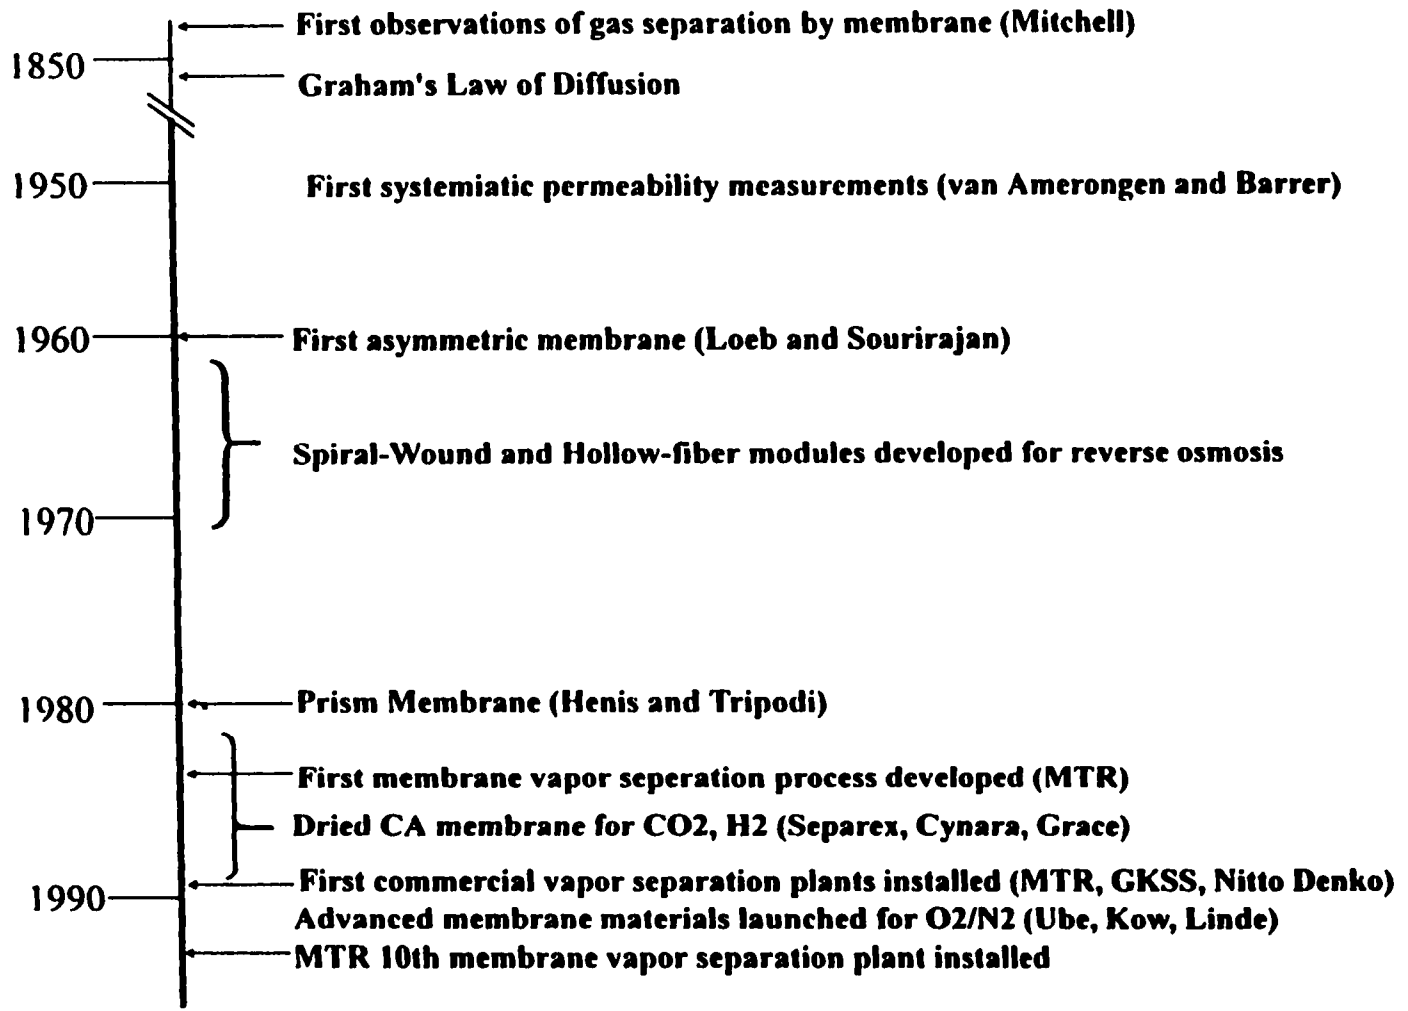 First observations of gas separation by membrane (Mitchell)
1850
Graham's Law of Diffusion
1950
First systemiatic permeability measurements (van Amerongen and Barrer)
1960
First asymmetric membrane (Loeb and Sourirajan)
Spiral-Wound and Hollow-fiber modules developed for reverse osmosis
1970
1980
Prism Membrane (Henis and Tripodi)
First membrane vapor seperation process developed (MTR)
Dried CA membrane for CO2, H2 (Separex, Cynara, Grace)
First commercial vapor separation plants installed (MTR, GKSS, Nitto Denko)
1990
Advanced membrane materials launched for O2/N2 (Ube, Kow, Linde)
MTR 10th membrane vapor separation plant installed